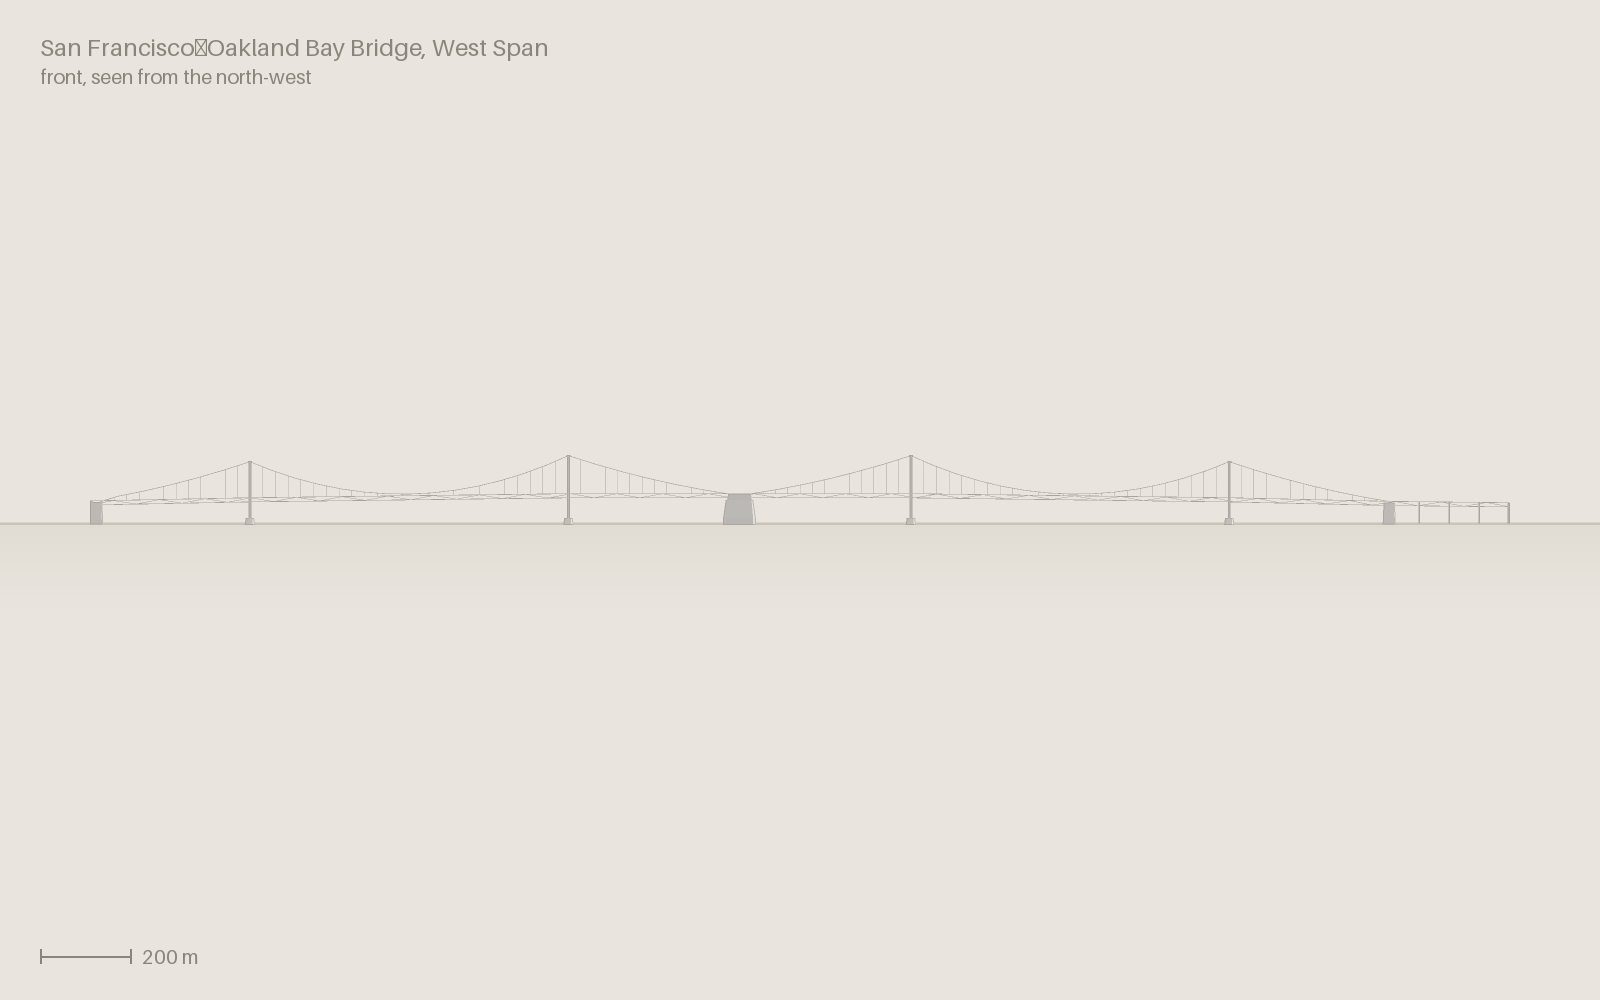 San Francisco☒Oakland Bay Bridge, West Span
front, seen from the north-west
200 m